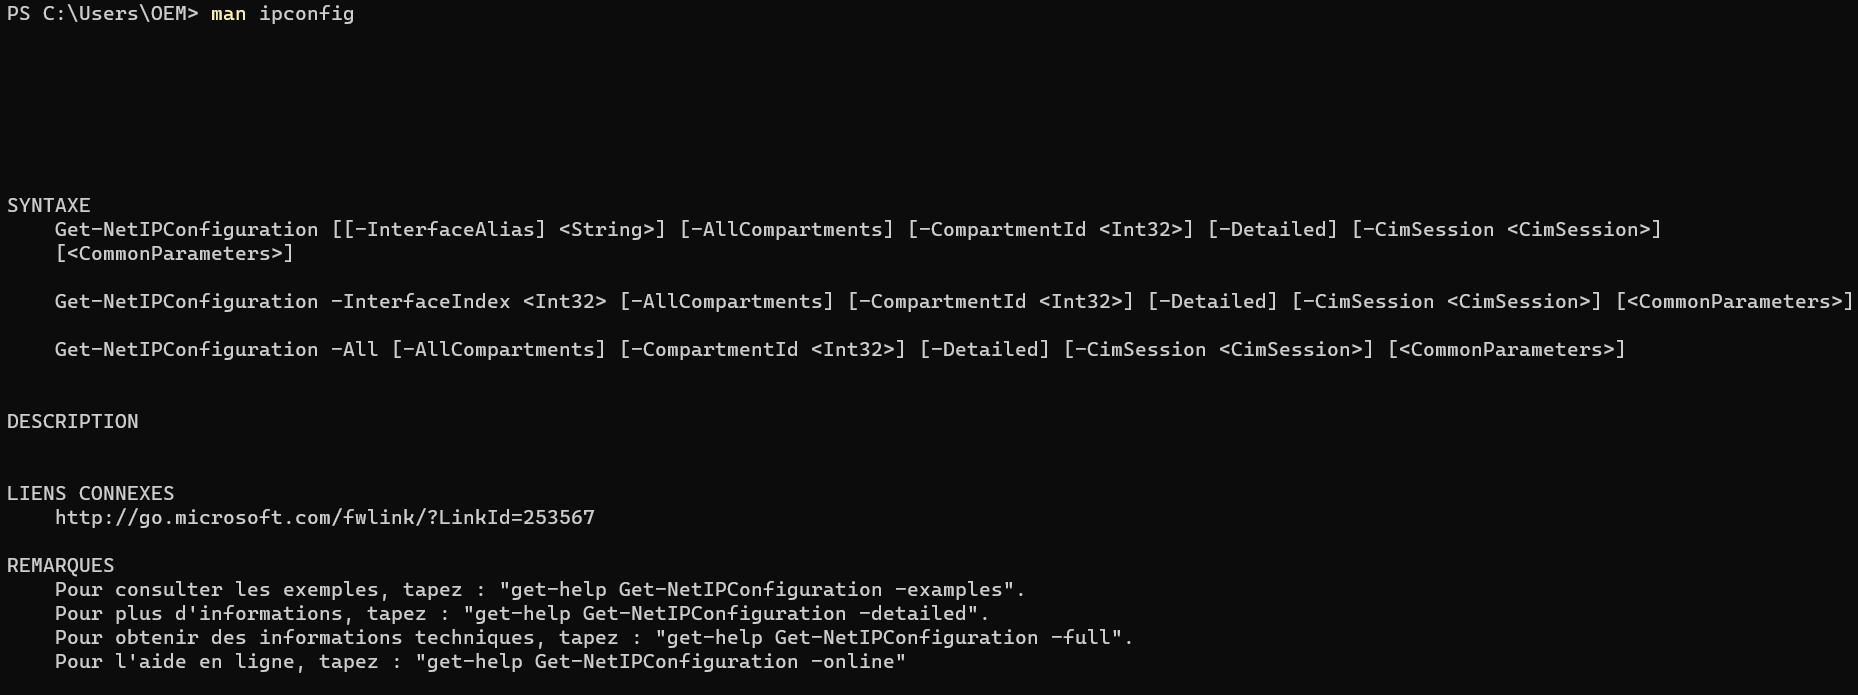 PS C:\Users\OEM> man ipconfig
SYNTAXE
Get-NetIPConfiguration [[-InterfaceAlias] <String>] [-AllCompartments] [-CompartmentId <Int32>] [-Detailed] [-CimSession <CimSession>]
[<CommonParameters>]
Get-NetIPConfiguration -InterfaceIndex <Int32> [-AllCompartments] [-CompartmentId <Int32>] [-Detailed] [-CimSession <CimSession>] [<CommonParameters>]
Get-NetIPConfiguration -All [-AllCompartments] [-CompartmentId <Int32>] [-Detailed] [-CimSession <CimSession>] [<CommonParameters>]
DESCRIPTION
LIENS CONNEXES
http://go.microsoft.com/fwlink/?LinkId=253567
REMARQUES
Pour consulter les exemples, tapez : "get-help Get-NetIPConfiguration -examples".
Pour plus d'informations, tapez : "get-help Get-NetIPConfiguration -detailed".
Pour obtenir des informations techniques, tapez : "get-help Get-NetIPConfiguration -full".
Pour l'aide en ligne, tapez : "get-help Get-NetIPConfiguration -online"